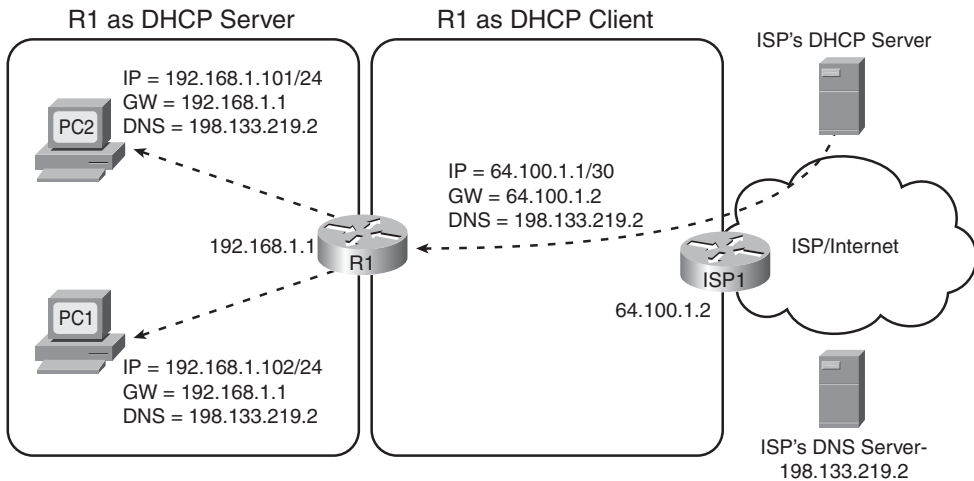 R1 as DHCP Server
R1 as DHCP Client
ISP's DHCP Server
IP = 192.168.1.101/24
GW = 192.168.1.1
DNS = 198.133.219.2
PC2
IP = 64.100.1.1/30
GW = 64.100.1.2
DNS = 198.133.219.2
192.168.1.1
R1
ISP/Internet
ISP1
64.100.1.2
PC1
IP = 192.168.1.102/24
GW = 192.168.1.1
DNS = 198.133.219.2
ISP's DNS Server-
198.133.219.2